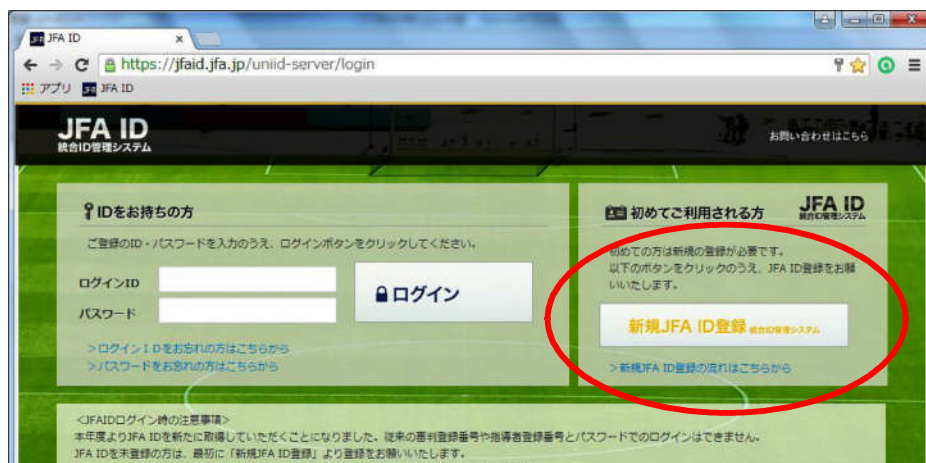 JFA ID
https://jfaid.jfa.jp/uniid-server/login
アプリ JFA ID
JFA ID
統合ID管理システム
お問い合わせはこちら
IDをお持ちの方
ご登録のID・パスワードを入力のうえ、ログインボタンをクリックしてください。
ログインID
パスワード
ログイン
>ログインIDをお忘れの方はこちらから
>パスワードをお忘れの方はこちらから
初めてご利用される方
JFA ID
統合ID管理システム
初めての方は新規の登録が必要です。
以下のボタンをクリックのうえ、JFA ID登録をお願
いいたします。
新規JFA ID登録 統合ID管理システム
>新規JFA ID登録の流れはこちらから
<JFAIDログイン時の注意事項>
本年度よりJFA IDを新たに取得していただくことになりました。従来の審判登録番号や指導者登録番号とパスワードでのログインはできません。
JFA IDを未登録の方は、最初に「新規JFA ID登録」より登録をお願いいたします。